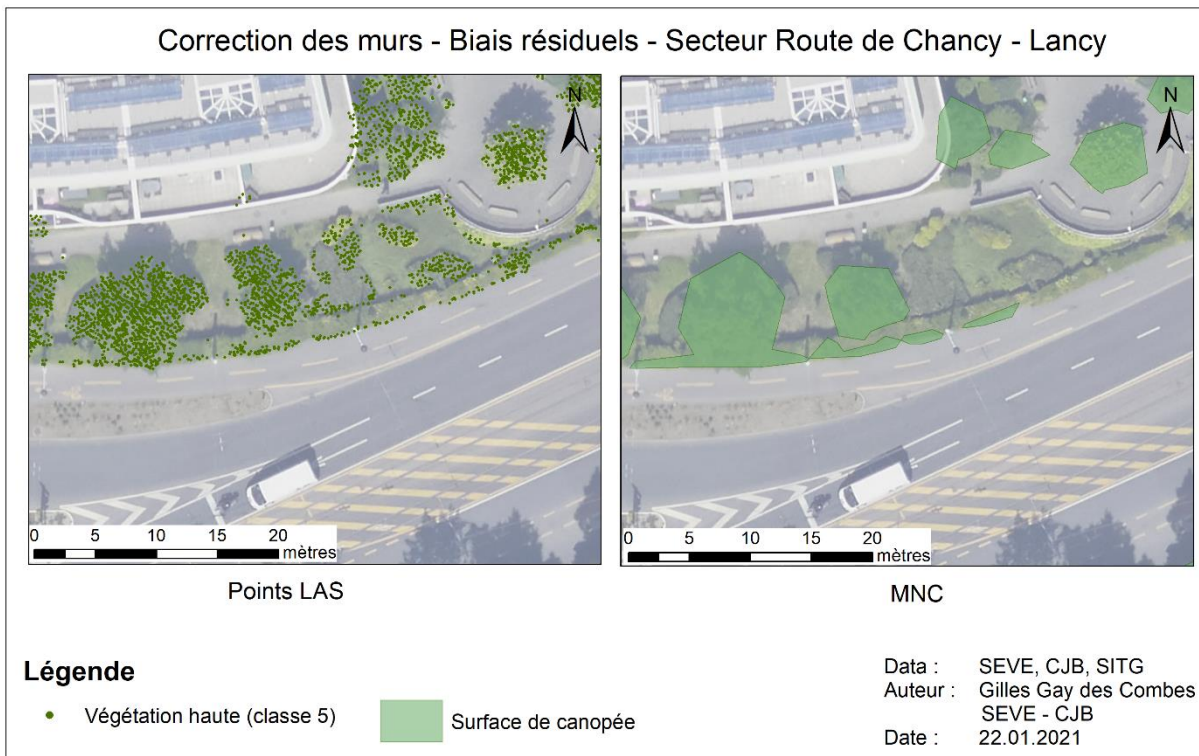 Correction des murs - Biais résiduels - Secteur Route de Chancy - Lancy
N
N
0 5 10 15 20
mètres
0 5 10 15 20
mètres
Points LAS
MNC
Légende
Végétation haute (classe 5)
Surface de canopée
Data : SEVE, CJB, SITG
Auteur : Gilles Gay des Combes
SEVE - CJB
Date : 22.01.2021